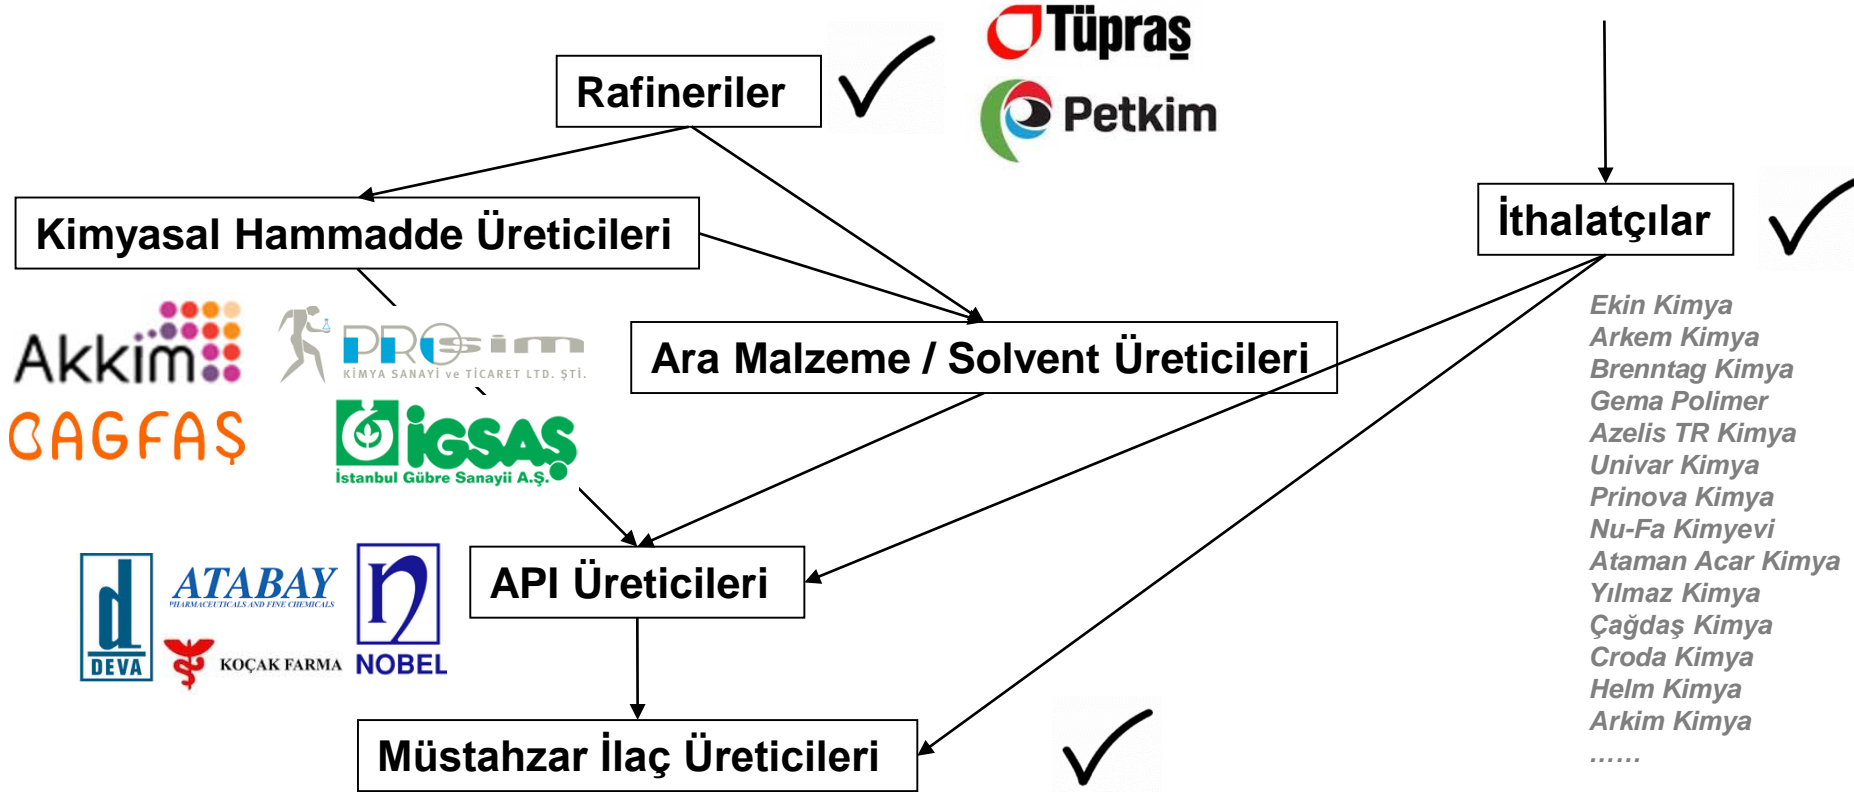 Tüpraş
Rafineriler
Petkim
Kimyasal Hammadde Üreticileri
İthalatçılar
Akkim
PROSİM
KİMYA SANAYİ ve TİCARET LTD. ŞTİ.
Ara Malzeme / Solvent Üreticileri
BAGFAŞ
İGSAŞ
İstanbul Gübre Sanayii A.Ş.
Ekin Kimya
Arkem Kimya
Brenntag Kimya
Gema Polimer
Azelis TR Kimya
Univar Kimya
Prinova Kimya
Nu-Fa Kimyevi
Ataman Acar Kimya
Yılmaz Kimya
Çağdaş Kimya
Croda Kimya
Helm Kimya
Arkim Kimya
......
d
DEVA
ATABAY
PHARMACEUTICALS AND FINE CHEMICALS
KOÇAK FARMA
n
NOBEL
API Üreticileri
Müstahzar İlaç Üreticileri